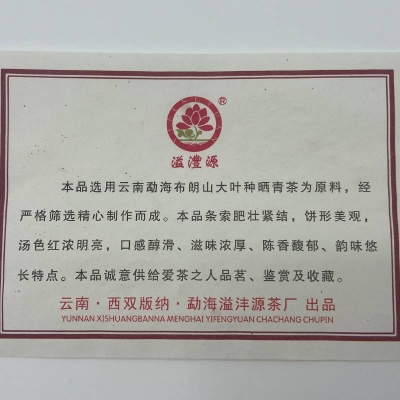 ®
溢澧源
本品选用云南勐海布朗山大叶种晒青茶为原料，经
严格筛选精心制作而成。本品条索肥壮紧结，饼形美观，
汤色红浓明亮，口感醇滑、滋味浓厚、陈香馥郁、韵味悠
长特点。本品诚意供给爱茶之人品茗、鉴赏及收藏。
云南·西双版纳·勐海溢沣源茶厂 出品
YUNNAN XISHUANGBANNA MENGHAI YIFENGYUAN CHACHANG CHUPIN